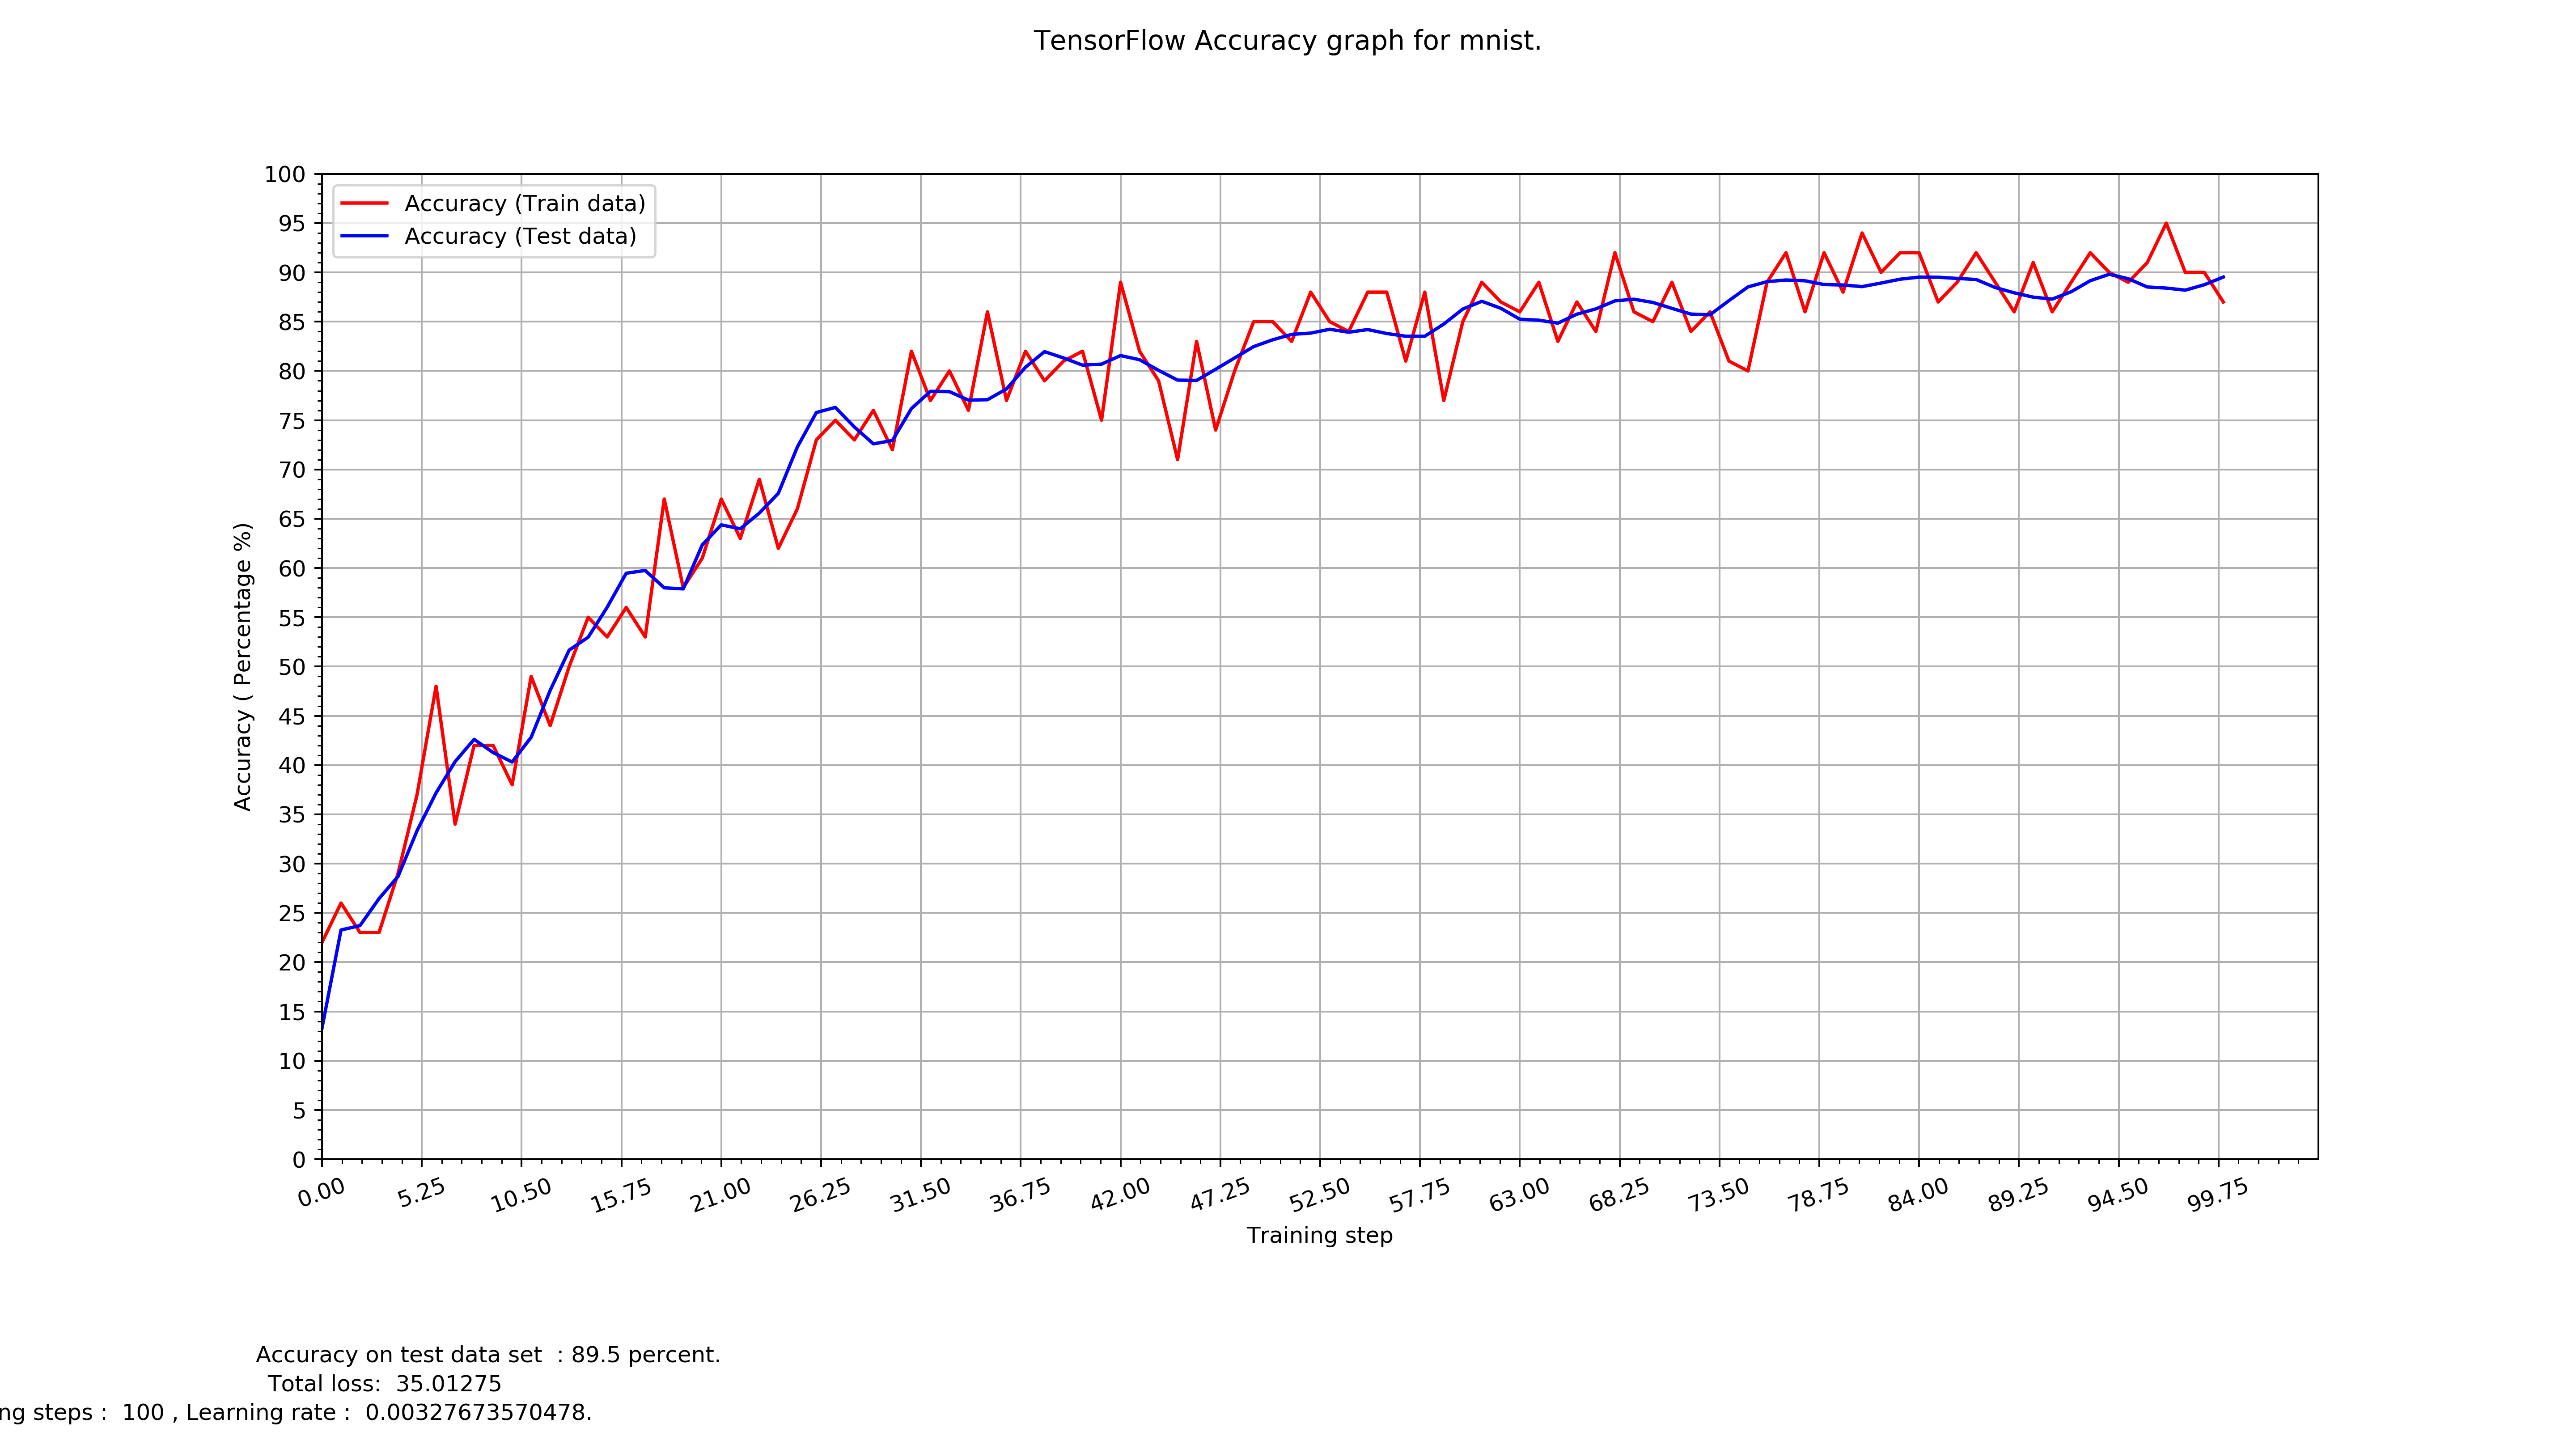 TensorFlow Accuracy graph for mnist.
Accuracy (Train data)
Accuracy (Test data)
Accuracy ( Percentage %)
100
95
90
85
80
75
70
65
60
55
50
45
40
35
30
25
20
15
10
5
0
0.00 5.25 10.50 15.75 21.00 26.25 31.50 36.75 42.00 47.25 52.50 57.75 63.00 68.25 73.50 78.75 84.00 89.25 94.50 99.75
Training step
Accuracy on test data set : 89.5 percent.
Total loss: 35.01275
ng steps : 100 , Learning rate : 0.00327673570478.